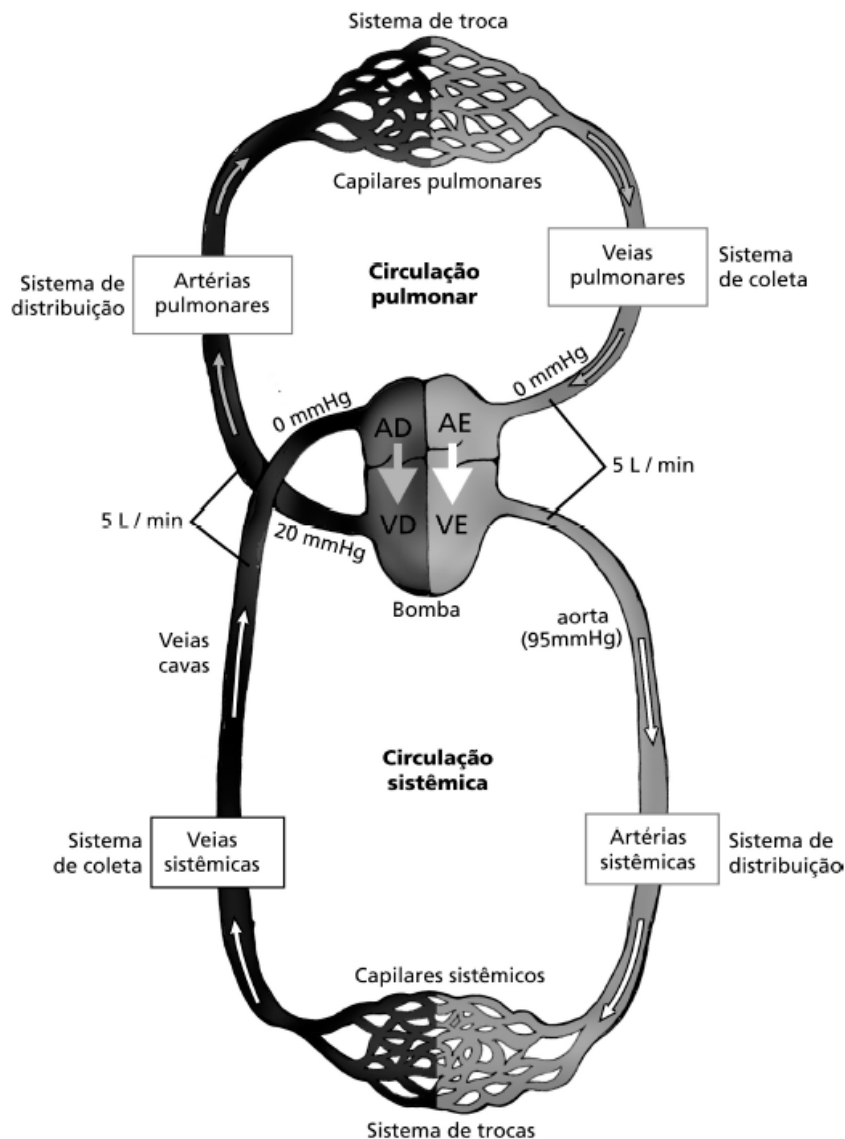 Sistema de troca
Capilares pulmonares
Sistema de
distribuição
Artérias
pulmonares
Circulação
pulmonar
Veias
pulmonares
Sistema
de coleta
0 mmHg
0 mmHg
AD
AE
5 L / min
5 L / min
20 mmHg
VD
VE
Bomba
aorta
(95mmHg)
Veias
cavas
Circulação
sistêmica
Sistema
de coleta
Veias
sistêmicas
Artérias
sistêmicas
Sistema de
distribuição
Capilares sistêmicos
Sistema de trocas